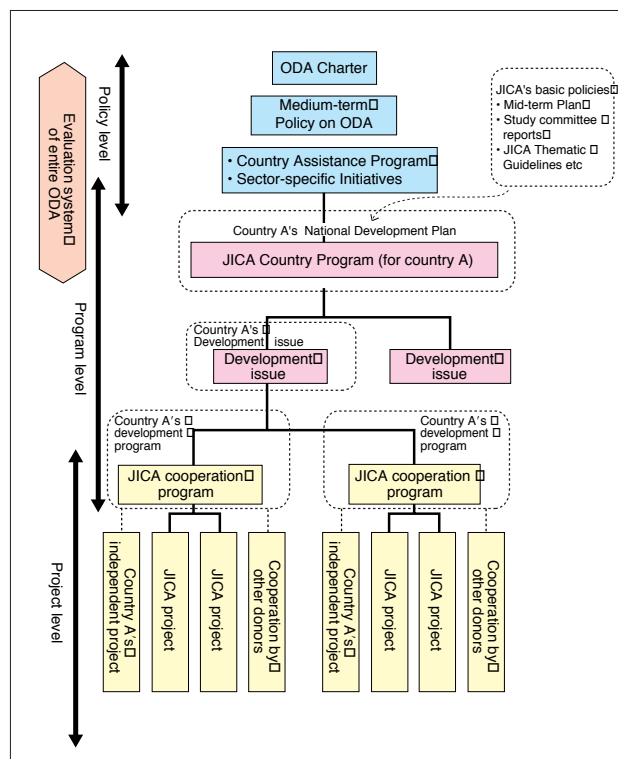 ODA Charter
Medium-term
Policy on ODA
• Country Assistance Program
• Sector-specific Initiatives
JICA's basic policies
• Mid-term Plan
• Study committee
reports
• JICA Thematic
Guidelines etc
Evaluation system
of entire ODA
Policy level
Program level
Project level
Country A's National Development Plan
JICA Country Program (for country A)
Country A's
Development issue
Development
issue
Development
issue
Country A's
development
program
JICA cooperation
program
Country A's
development
program
JICA cooperation
program
Country A's
independent project
JICA project
JICA project
Cooperation by
other donors
Country A's
independent project
JICA project
JICA project
Cooperation by
other donors